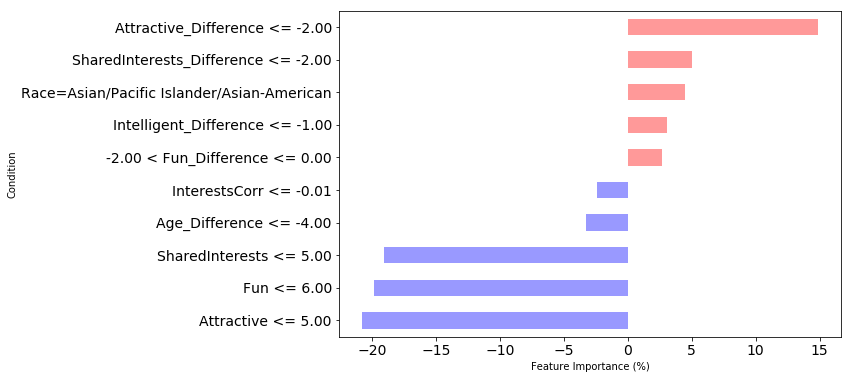 Attractive_Difference <= -2.00
SharedInterests_Difference <= -2.00
Race=Asian/Pacific Islander/Asian-American
Intelligent_Difference <= -1.00
-2.00 < Fun_Difference <= 0.00
InterestsCorr <= -0.01
Age_Difference <= -4.00
SharedInterests <= 5.00
Fun <= 6.00
Attractive <= 5.00
Condition
−20 −15 −10 −5 0 5 10 15
Feature Importance (%)